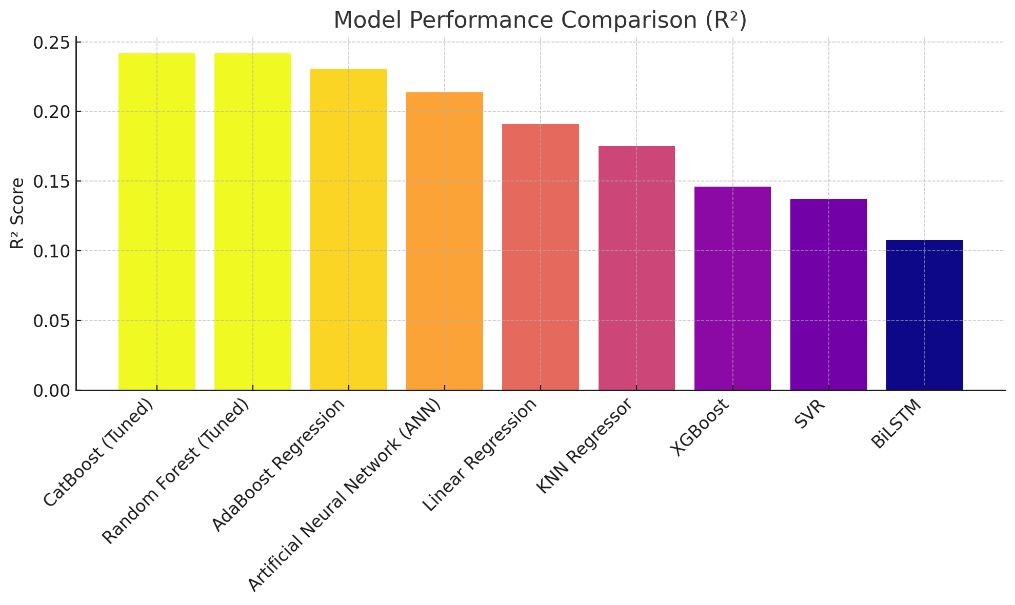 Model Performance Comparison (R²)
R² Score
0.25
0.20
0.15
0.10
0.05
0.00
CatBoost (Tuned)
Random Forest (Tuned)
AdaBoost Regression
Artificial Neural Network (ANN)
Linear Regression
KNN Regressor
XGBoost
SVR
BiLSTM